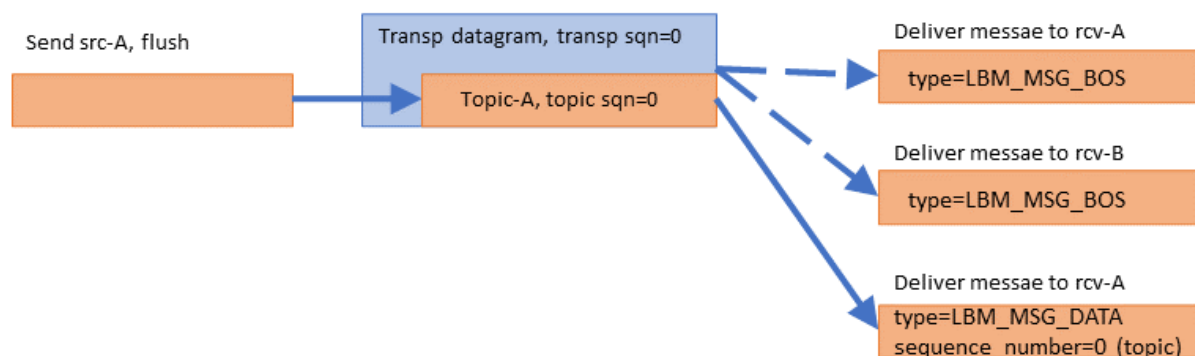 Send src-A, flush
Transp datagram, transp sqn=0
Topic-A, topic sqn=0
Deliver messae to rcv-A
type=LBM_MSG_BOS
Deliver messae to rcv-B
type=LBM_MSG_BOS
Deliver messae to rcv-A
type=LBM_MSG_DATA
sequence_number=0 (topic)